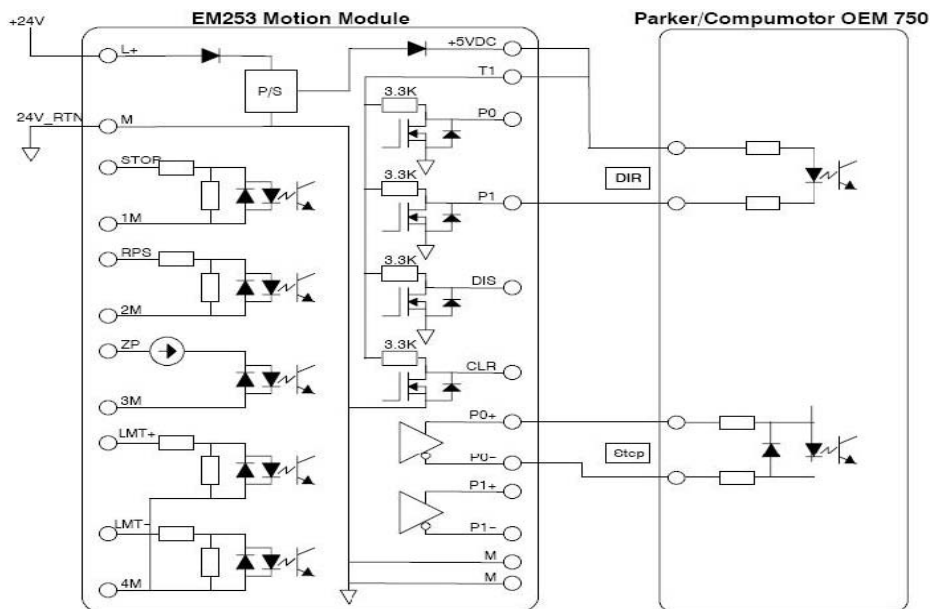 EM253 Motion Module
Parker/Compumotor OEM 750
+24V
L+
+5VDC
T1
P/S
3.3K
P0
24V_RTN
M
STOP
3.3K
DIR
1M
P1
RPS
3.3K
DIS
2M
ZP
3.3K
CLR
3M
P0+
LMT+
P0-
Step
P1+
LMT-
P1-
M
4M
M